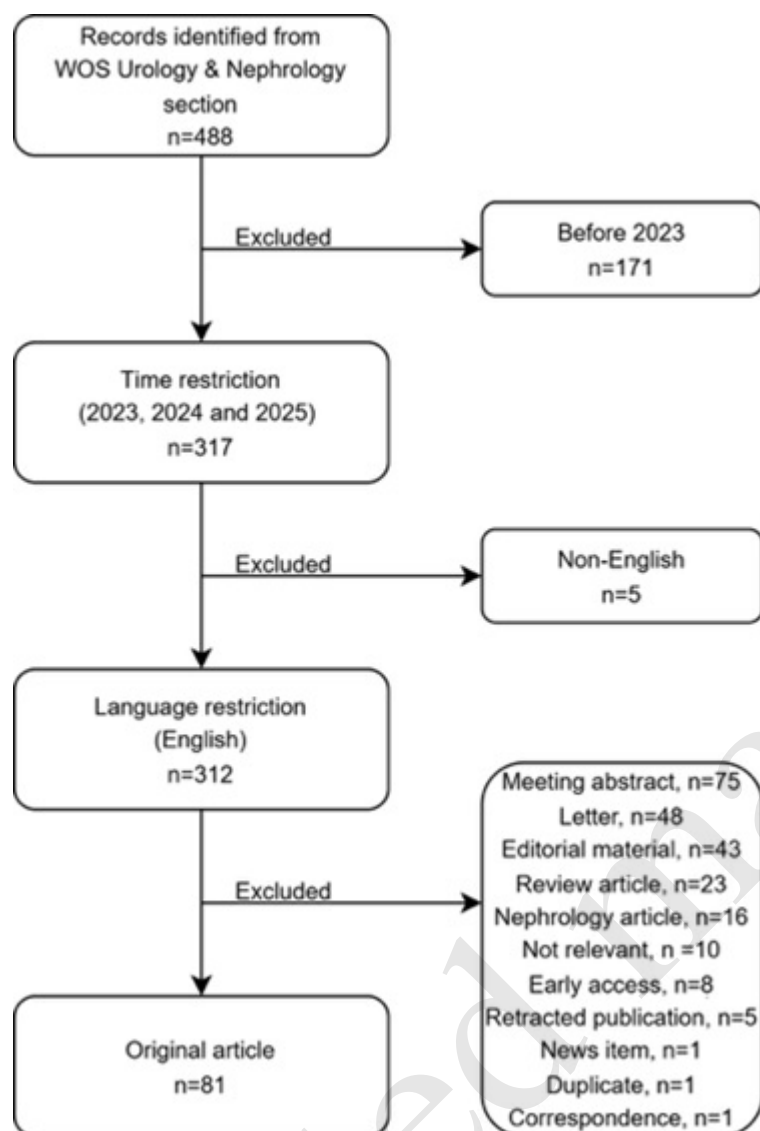 Records identified from
WOS Urology & Nephrology
section
n=488
Excluded
Before 2023
n=171
Time restriction
(2023, 2024 and 2025)
n=317
Excluded
Non-English
n=5
Language restriction
(English)
n=312
Excluded
Meeting abstract, n=75
Letter, n=48
Editorial material, n=43
Review article, n=23
Nephrology article, n=16
Not relevant, n =10
Early access, n=8
Retracted publication, n=5
News item, n=1
Duplicate, n=1
Correspondence, n=1
Original article
n=81